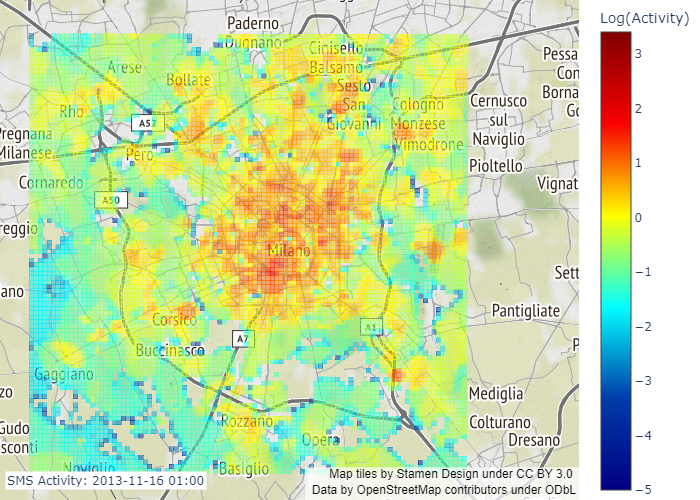 Log(Activity)
3
2
1
0
−1
−2
−3
−4
−5
Paderno
Dugnano
Cinisello
Balsamo
Arese
Bollate
Sesto
San
Giovanni
Rho
Cologno
Monzese
Cernusco
sul
Naviglio
Pessa
Con
Borna
Go
A52
Pregnana
Milanese
Pero
Vimodrone
Pioltello
Cornaredo
Vignat
A50
reggio
Milano
Sett
ano
Pantigliate
Corsico
A1
A7
Buccinasco
P
Gaggiano
zo
Mediglia
Rozzano
Colturano
Gudo
sconti
Opera
Dresano
Noviglio
Basiglio
SMS Activity: 2013-11-16 01:00
Map tiles by Stamen Design under CC BY 3.0
Data by OpenStreetMap contributors under ODbL